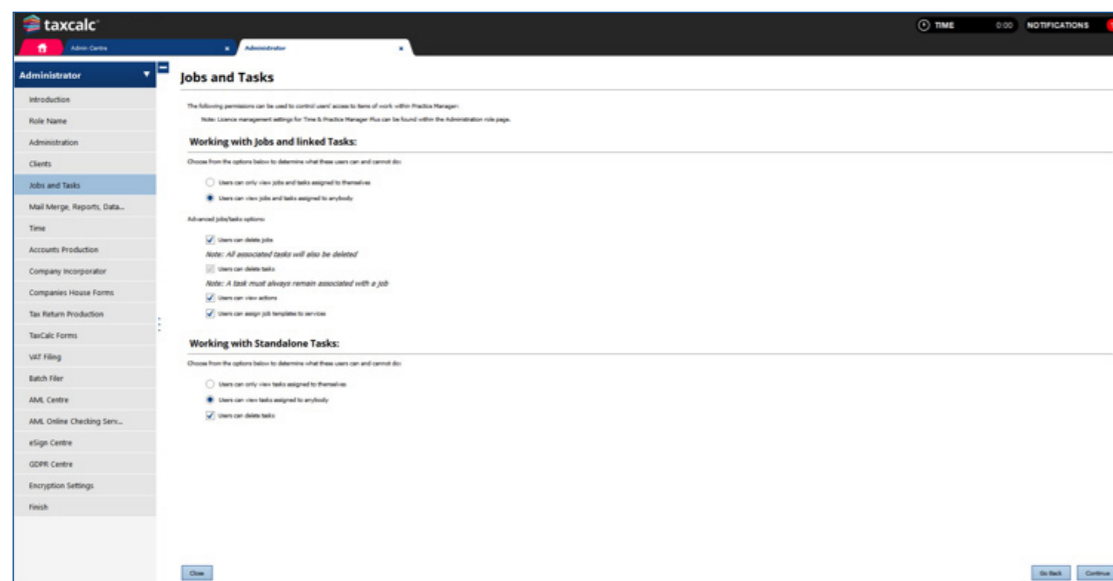 taxcalc
TIME 0:00 NOTIFICATIONS
Admin Centre
Administrator
Administrator
Introduction
Role Name
Administration
Clients
Jobs and Tasks
Mail Merge, Reports, Data...
Time
Accounts Production
Company Incorporator
Companies House Forms
Tax Return Production
TaxCalc Forms
VAT Filing
Batch Filer
AML Centre
AML Online Checking Serv...
eSign Centre
GDPR Centre
Encryption Settings
Finish
Jobs and Tasks
The following permissions can be used to control users' access to items of work within Practice Manager:
Note: Licence management settings for Time & Practice Manager Plus can be found within the Administration role page.
Working with Jobs and linked Tasks:
Choose from the options below to determine what these users can and cannot do:
Users can only view jobs and tasks assigned to themselves
Users can view jobs and tasks assigned to anybody
Advanced jobs/tasks options:
Users can delete jobs
Note: All associated tasks will also be deleted
Users can delete tasks
Note: A task must always remain associated with a job
Users can view actions
Users can assign job templates to services
Working with Standalone Tasks:
Choose from the options below to determine what these users can and cannot do:
Users can only view tasks assigned to themselves
Users can view tasks assigned to anybody
Users can delete tasks
Close
Go Back
Continue